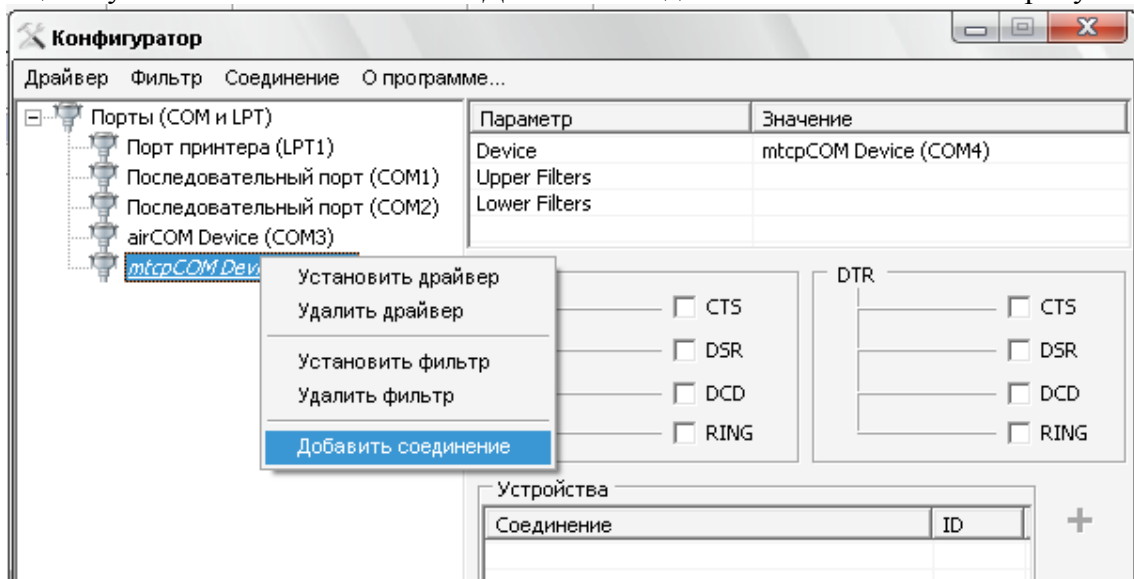 Конфигуратор
Драйвер Фильтр Соединение О программе...
Порты (COM и LPT)
Порт принтера (LPT1)
Последовательный порт (COM1)
Последовательный порт (COM2)
airCOM Device (COM3)
mtcpCOM
Установить драйвер
Удалить драйвер
Установить фильтр
Удалить фильтр
Добавить соединение
Параметр Значение
Device mtcpCOM Device (COM4)
Upper Filters
Lower Filters
CTS
DSR
DCD
RING
DTR
CTS
DSR
DCD
RING
Устройства
Соединение ID